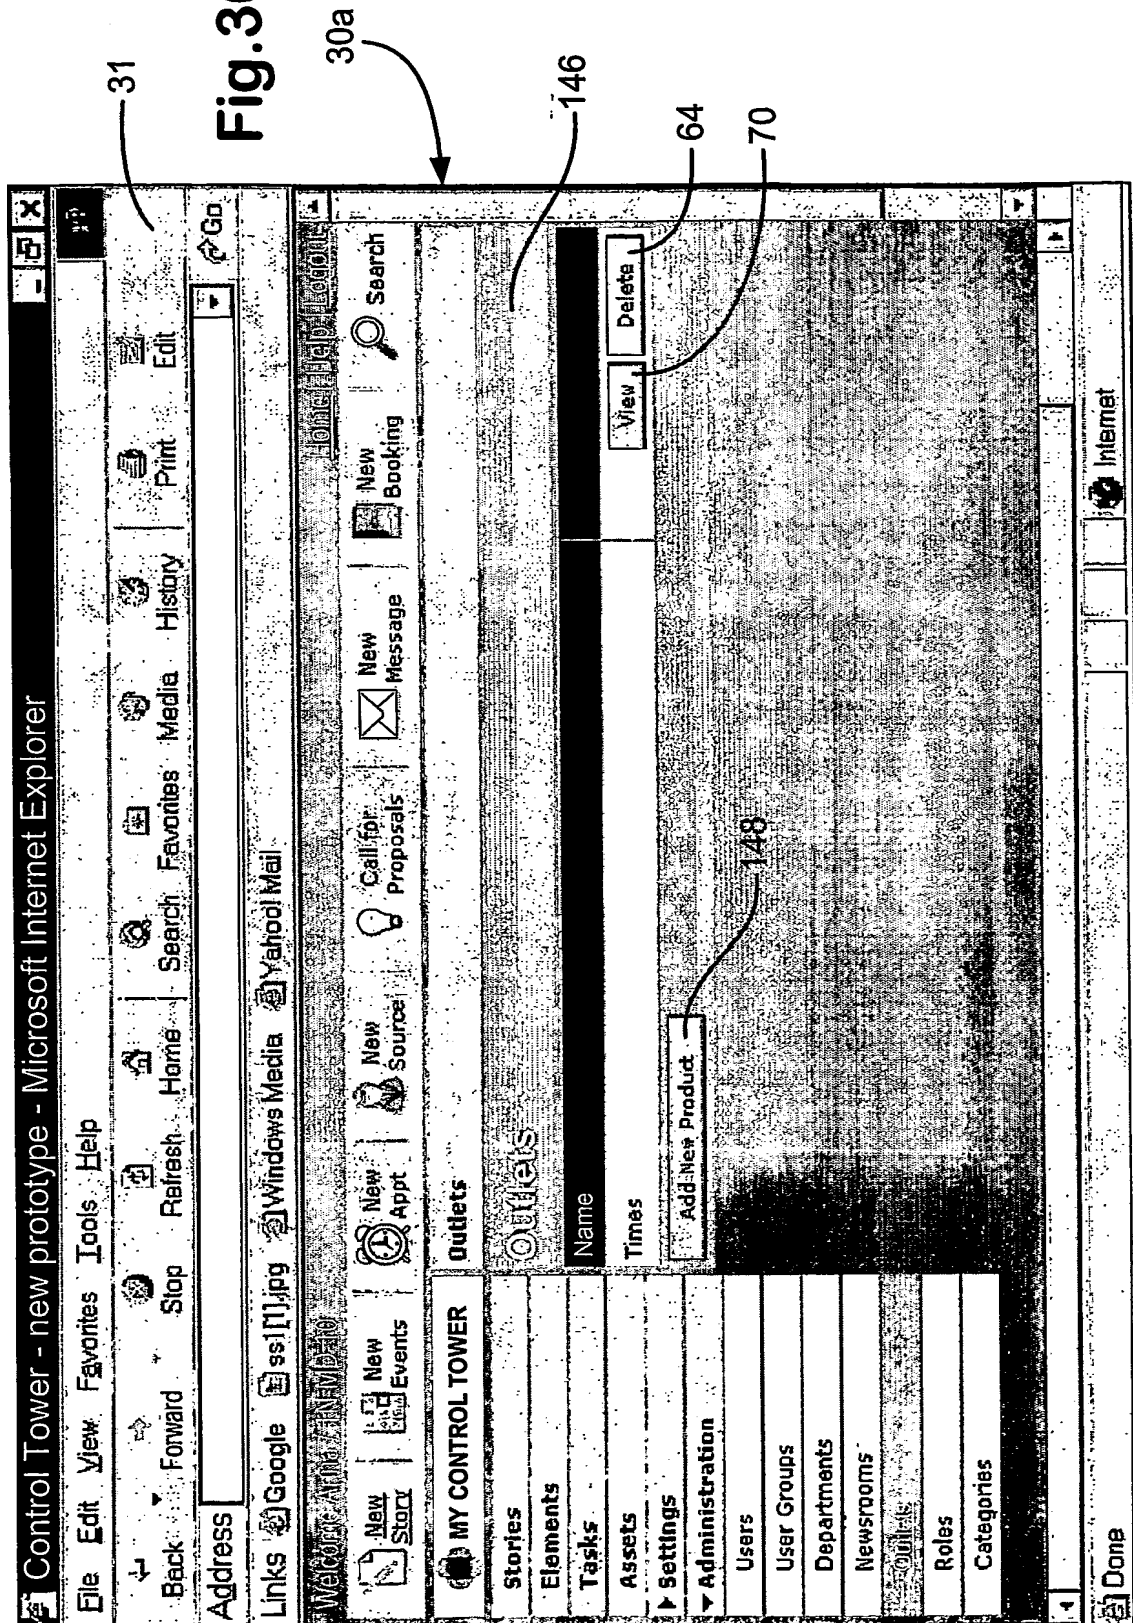 Control Tower - new prototype - Microsoft Internet Explorer
File Edit View Favorites Tools Help
Back Forward Stop Refresh Home Search Favorites Media History Print Edit
Address Go
Links Google ss1[1].jpg Windows Media Yahoo! Mail
Welcome Home | Help | Logout
New Story
New Events
New Appt
New Source
Call for Proposals
New Message
New Booking
Search
MY CONTROL TOWER
Stories
Elements
Tasks
Assets
Settings
Administration
Users
User Groups
Departments
Newsrooms
Outlets
Roles
Categories
Outlets
Outlets
Name
Times View Delete
Add New Product
Done Internet
31
30a
146
64
70
148